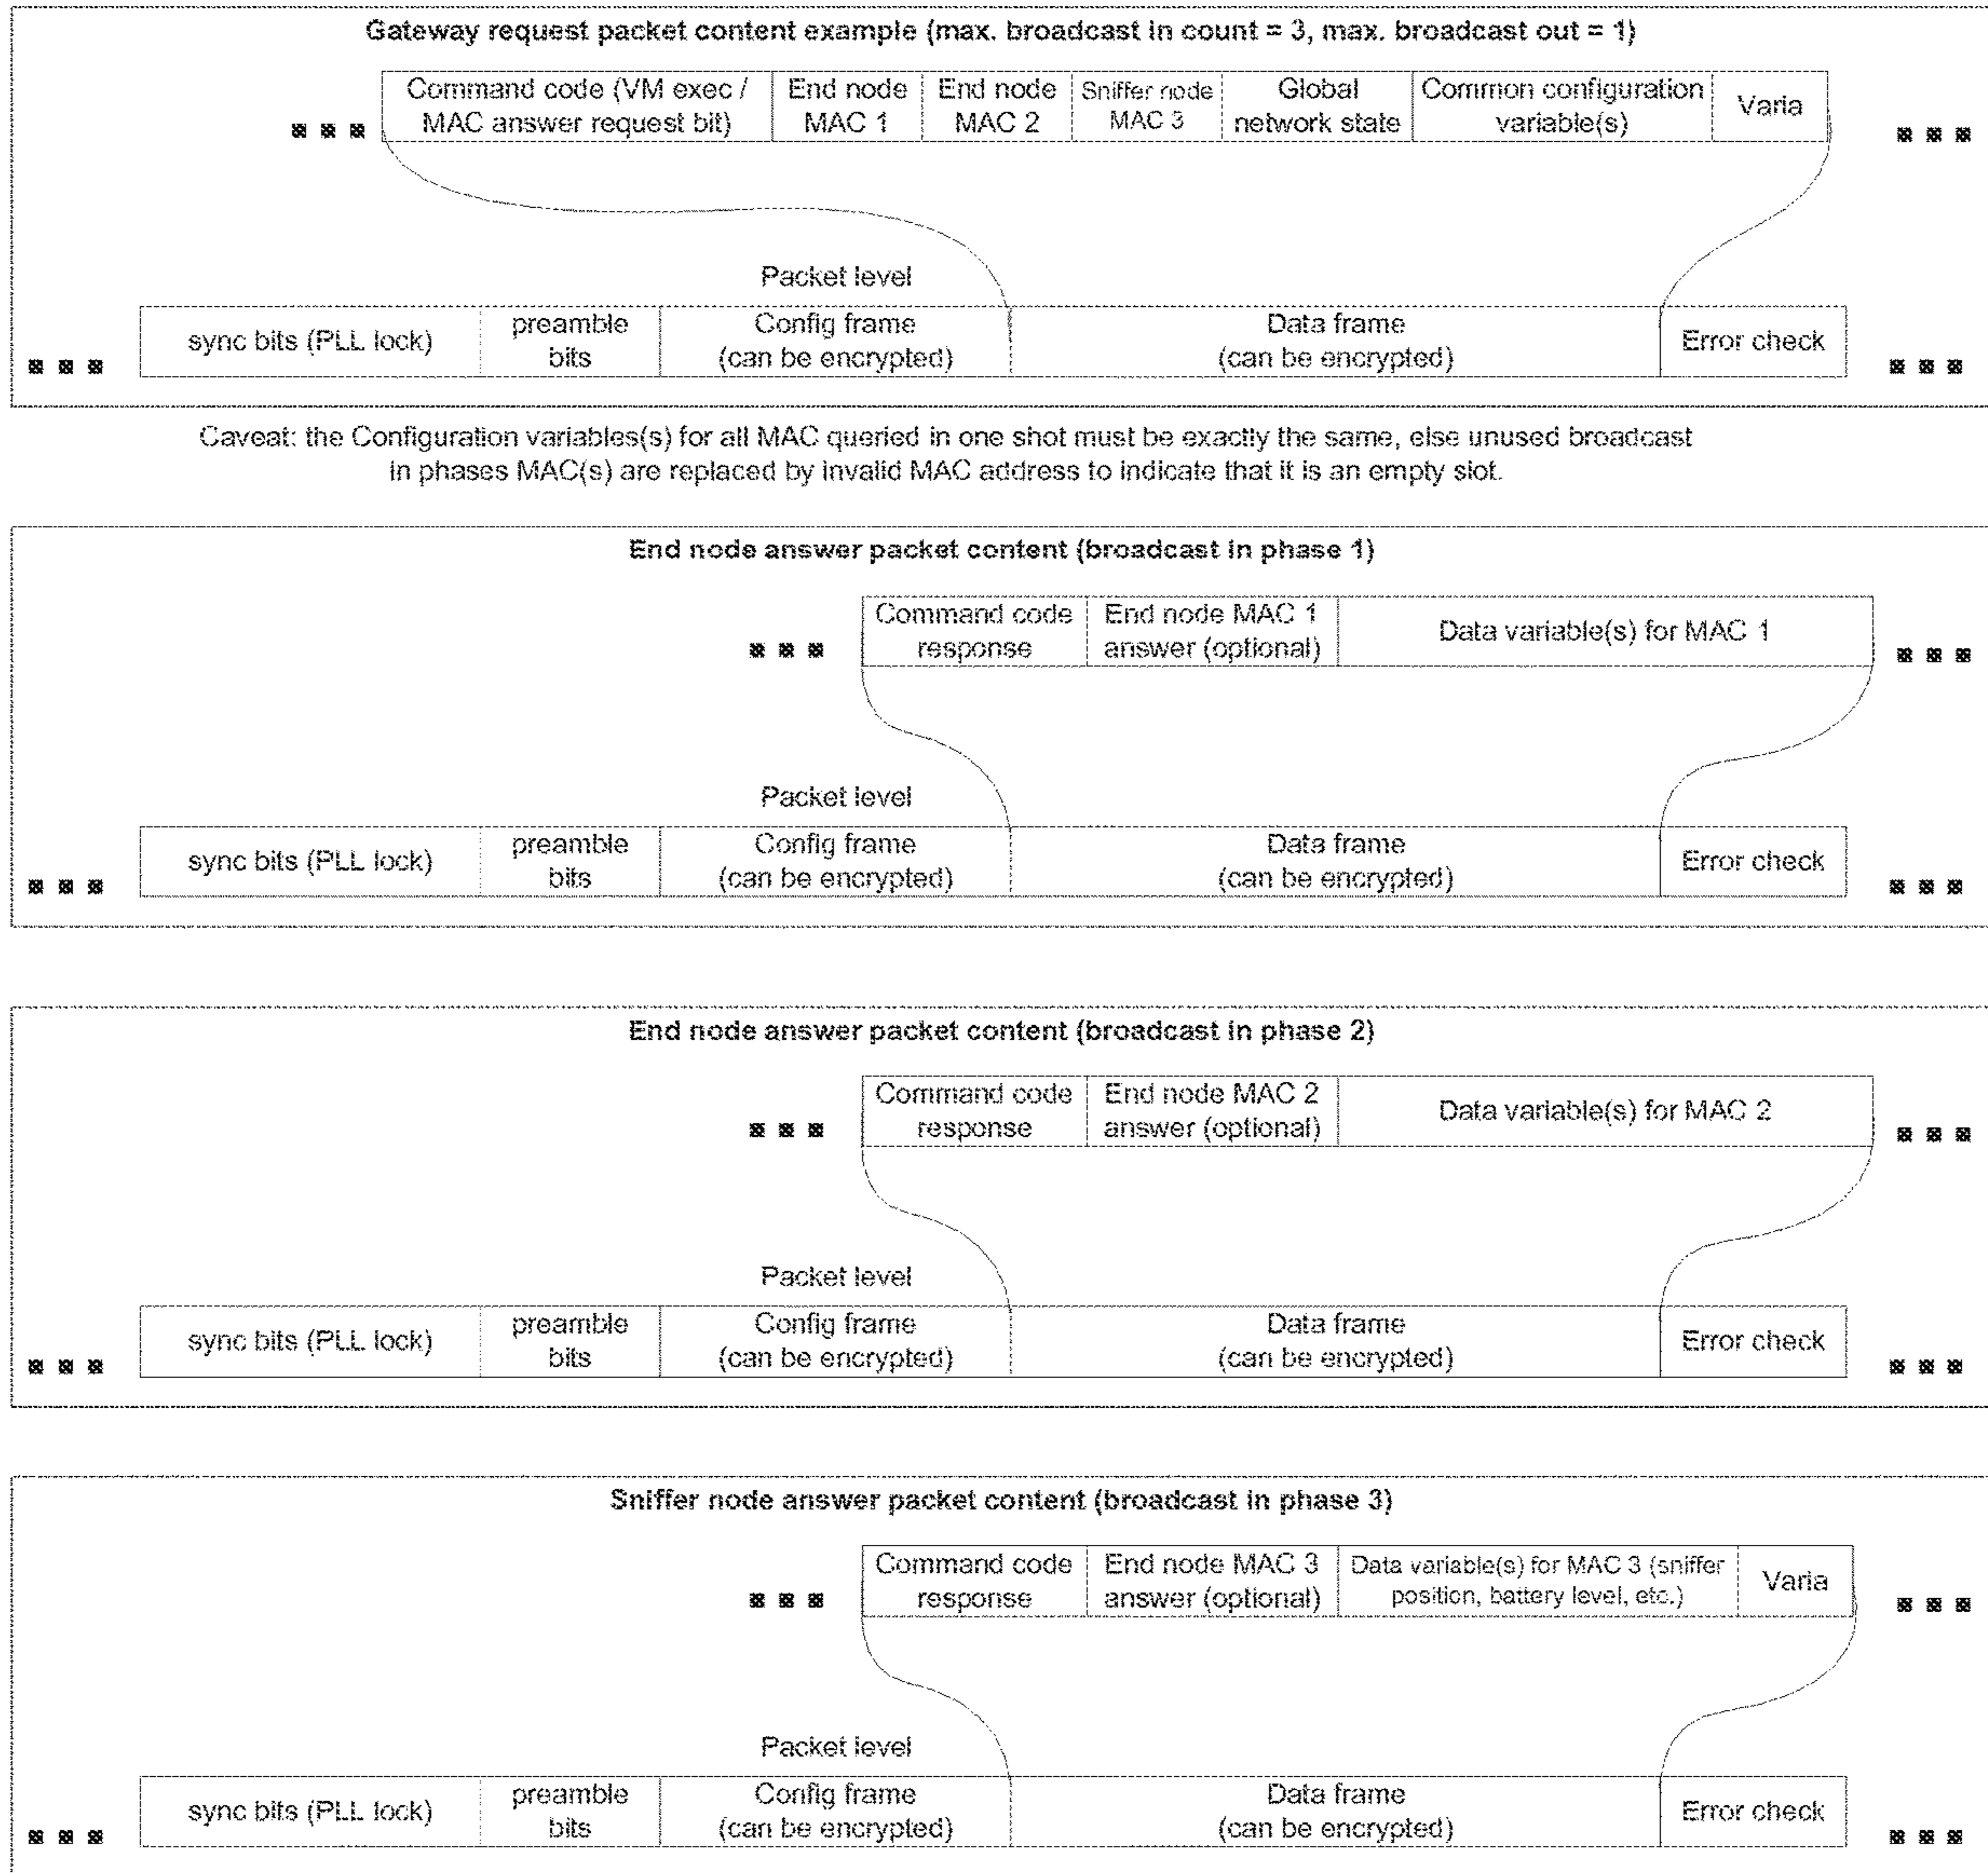 Gateway request packet content example (max. broadcast in count = 3, max. broadcast out = 1)
Command code (VM exec / MAC answer request bit)
End node MAC 1
End node MAC 2
Sniffer node MAC 3
Global network state
Common configuration variable(s)
Varia
Packet level
sync bits (PLL lock)
preamble bits
Config frame (can be encrypted)
Data frame (can be encrypted)
Error check
Caveat: the Configuration variables(s) for all MAC queried in one shot must be exactly the same, else unused broadcast
in phases MAC(s) are replaced by invalid MAC address to indicate that it is an empty slot.
End node answer packet content (broadcast in phase 1)
Command code response
End node MAC 1 answer (optional)
Data variable(s) for MAC 1
Packet level
sync bits (PLL lock)
preamble bits
Config frame (can be encrypted)
Data frame (can be encrypted)
Error check
End node answer packet content (broadcast in phase 2)
Command code response
End node MAC 2 answer (optional)
Data variable(s) for MAC 2
Packet level
sync bits (PLL lock)
preamble bits
Config frame (can be encrypted)
Data frame (can be encrypted)
Error check
Sniffer node answer packet content (broadcast in phase 3)
Command code response
End node MAC 3 answer (optional)
Data variable(s) for MAC 3 (sniffer position, battery level, etc.)
Varia
Packet level
sync bits (PLL lock)
preamble bits
Config frame (can be encrypted)
Data frame (can be encrypted)
Error check